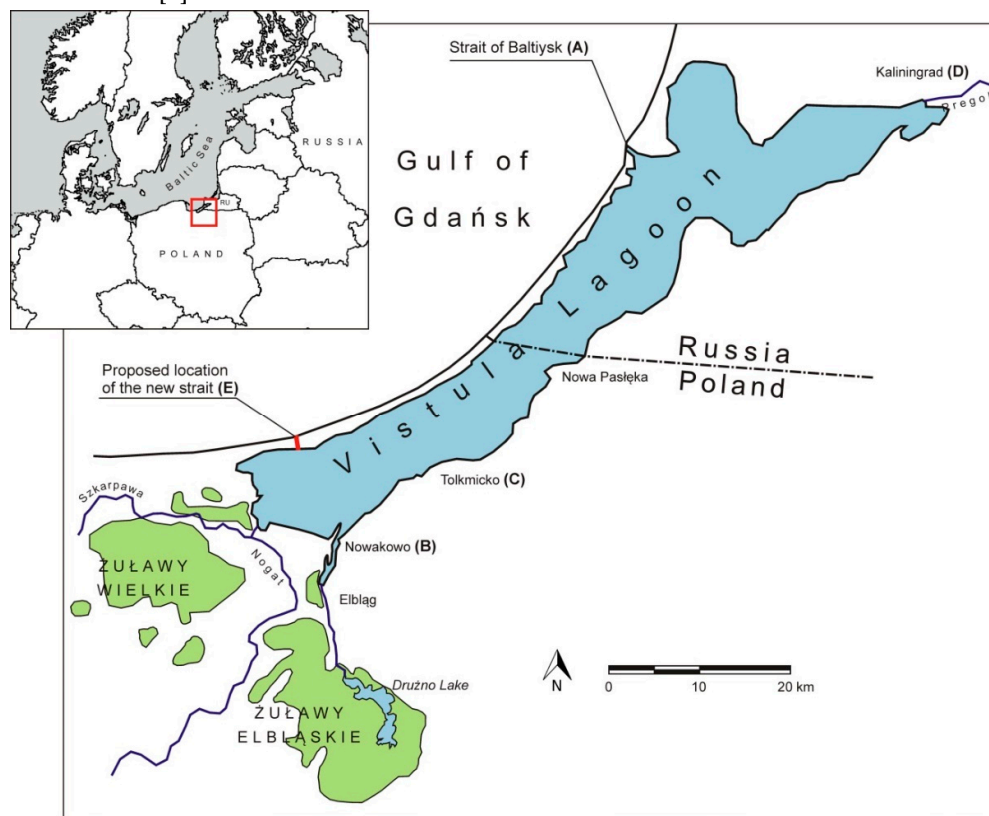 [ ]
RUSSIA
Baltic Sea
RU
POLAND
Strait of Baltiysk (A)
Kaliningrad (D)
Pregol
Gulf of
Gdańsk
Vistula Lagoon
Proposed location
of the new strait (E)
Russia
Poland
Nowa Pasłęka
Tolkmicko (C)
Szkarpawa
Nowakowo (B)
Nogat
ŻUŁAWY
WIELKIE
Elbląg
Drużno Lake
ŻUŁAWY
ELBLĄSKIE
N
0 10 20 km